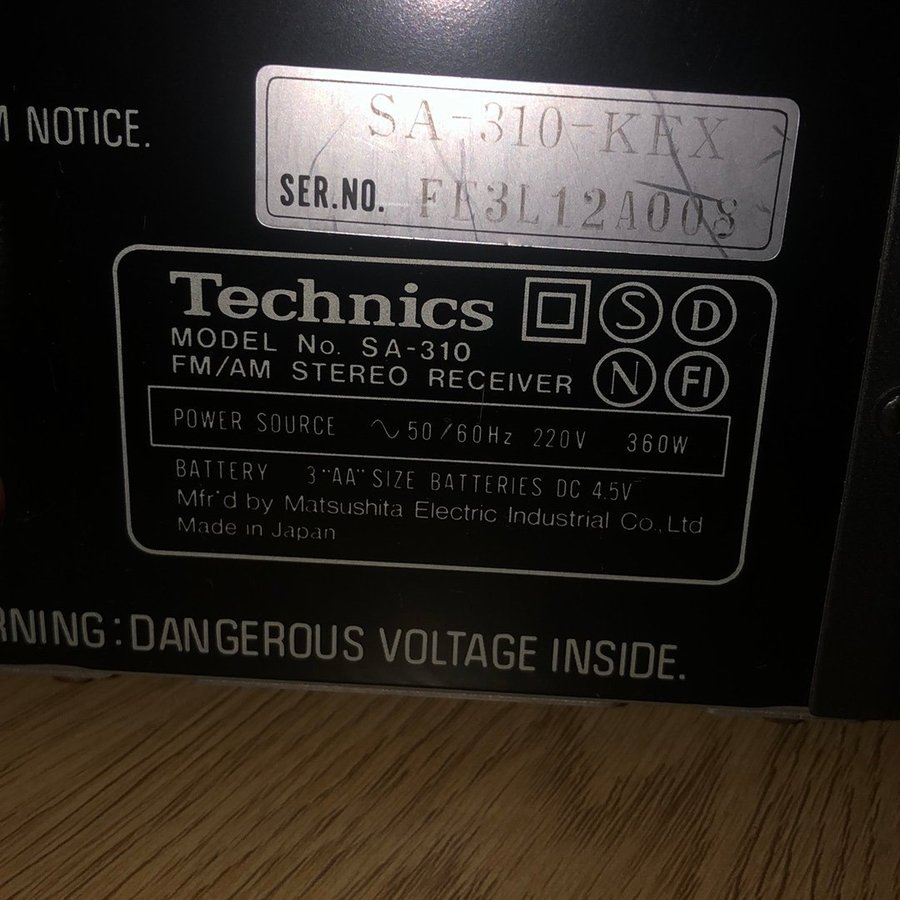 M NOTICE.
SA-310-KEX
SER.NO. FE3L12A008
Technics
S D
MODEL No. SA-310
FM/AM STEREO RECEIVER
N FI
POWER SOURCE ∿50/60Hz 220V 360W
BATTERY 3"AA" SIZE BATTERIES DC 4.5V
Mfr'd by Matsushita Electric Industrial Co.,Ltd
Made in Japan
RNING:DANGEROUS VOLTAGE INSIDE.